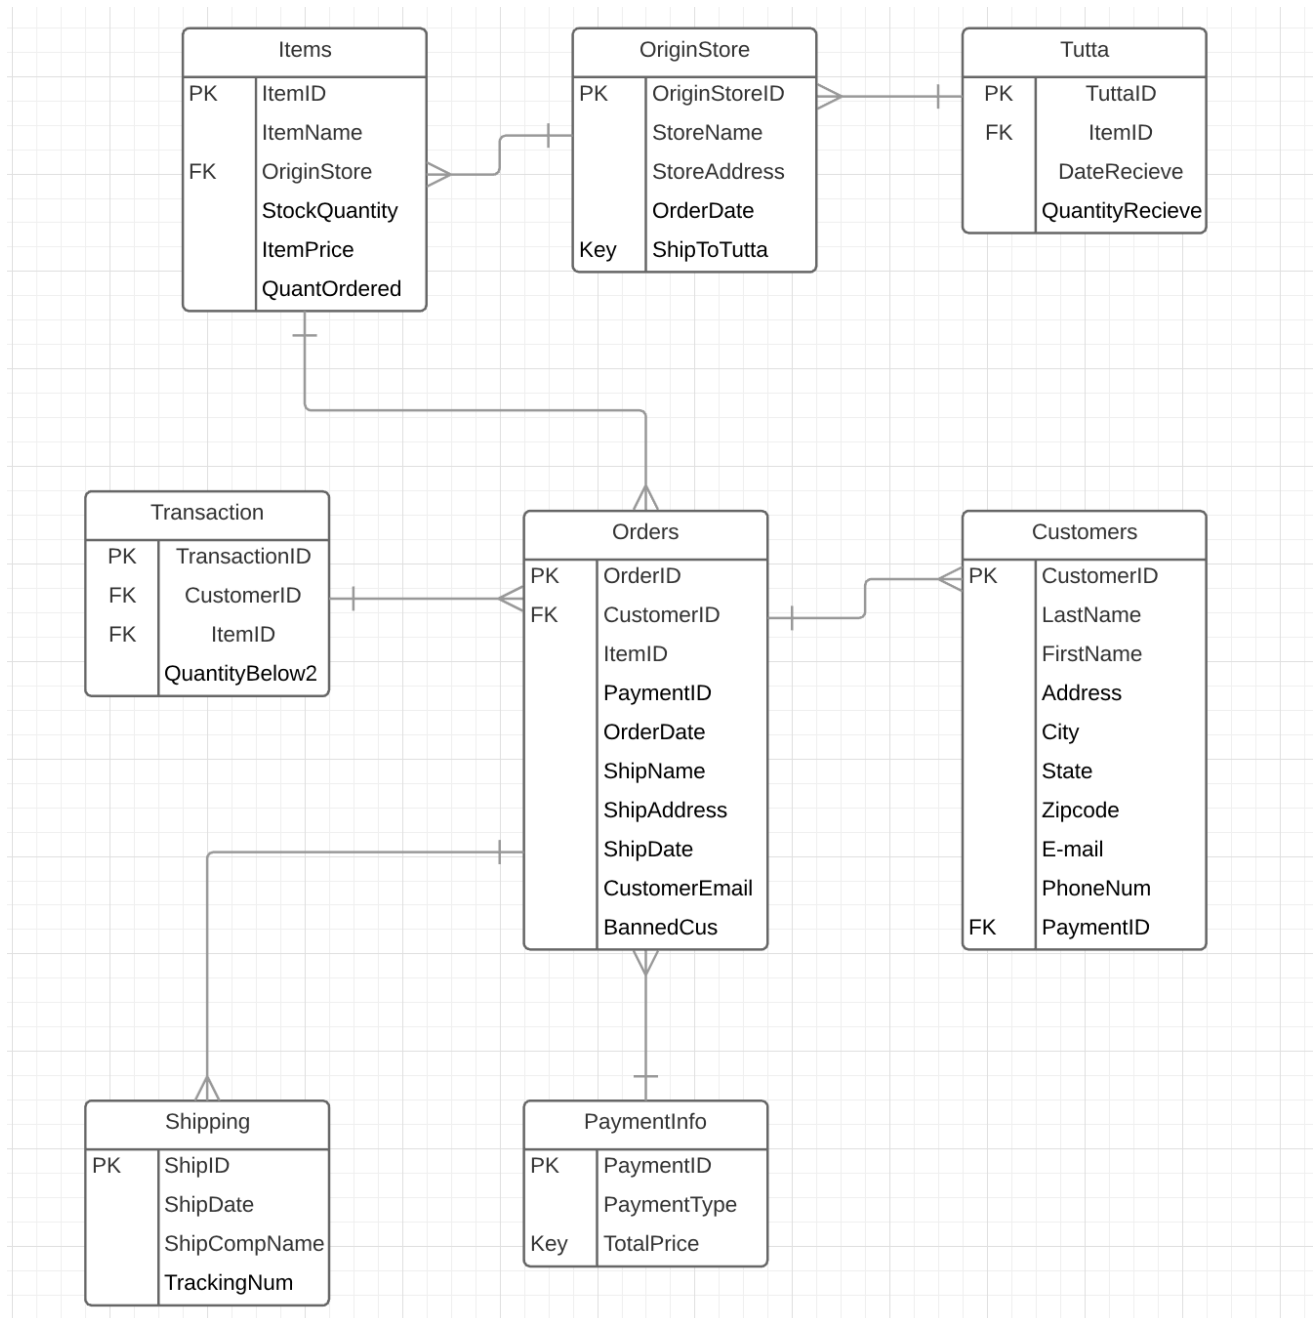 Items
PK ItemID
ItemName
FK OriginStore
StockQuantity
ItemPrice
QuantOrdered
OriginStore
PK OriginStoreID
StoreName
StoreAddress
OrderDate
Key ShipToTutta
Tutta
PK TuttaID
FK ItemID
DateRecieve
QuantityRecieve
Transaction
PK TransactionID
FK CustomerID
FK ItemID
QuantityBelow2
Orders
PK OrderID
FK CustomerID
ItemID
PaymentID
OrderDate
ShipName
ShipAddress
ShipDate
CustomerEmail
BannedCus
Customers
PK CustomerID
LastName
FirstName
Address
City
State
Zipcode
E-mail
PhoneNum
FK PaymentID
Shipping
PK ShipID
ShipDate
ShipCompName
TrackingNum
PaymentInfo
PK PaymentID
PaymentType
Key TotalPrice